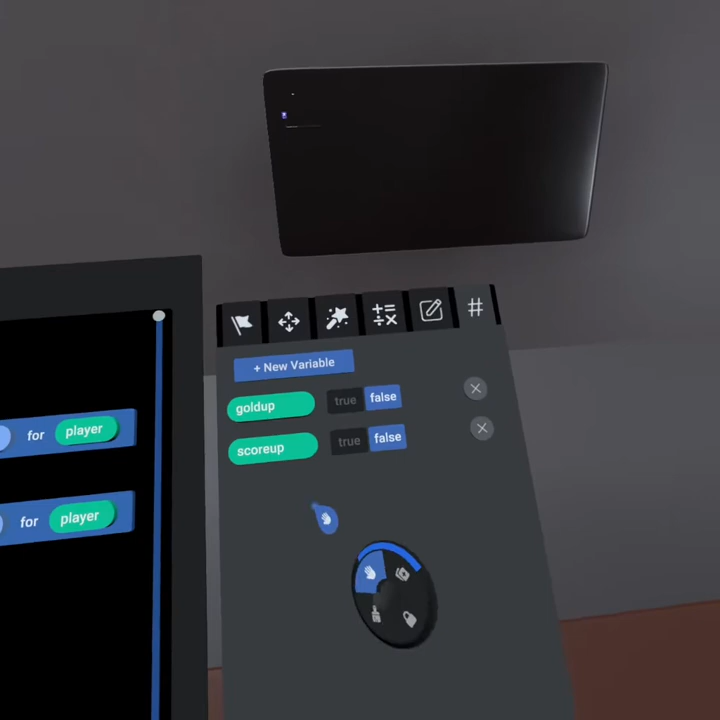 + New Variable
goldup true false
scoreup true false
for player
for player